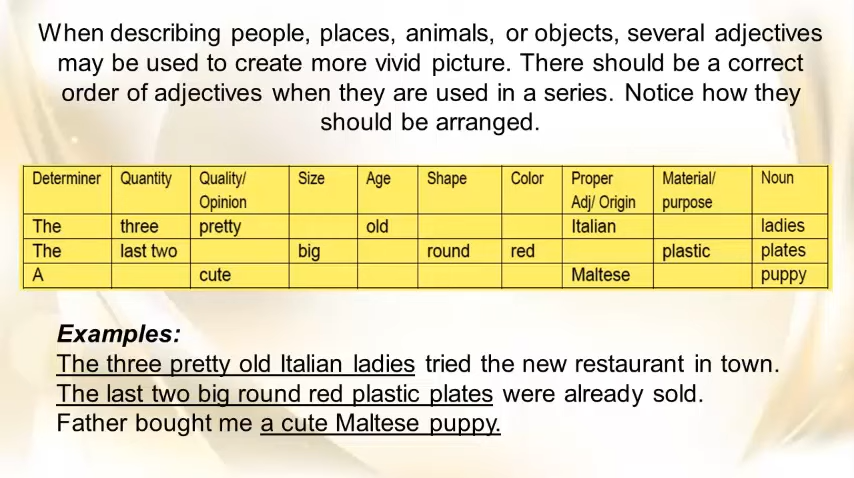 When describing people, places, animals, or objects, several adjectives
may be used to create more vivid picture. There should be a correct
order of adjectives when they are used in a series. Notice how they
should be arranged.
Determiner Quantity Quality/ Opinion Size Age Shape Color Proper Adj/ Origin Material/ purpose Noun
The three pretty old Italian ladies
The last two big round red plastic plates
A cute Maltese puppy
Examples:
The three pretty old Italian ladies tried the new restaurant in town.
The last two big round red plastic plates were already sold.
Father bought me a cute Maltese puppy.